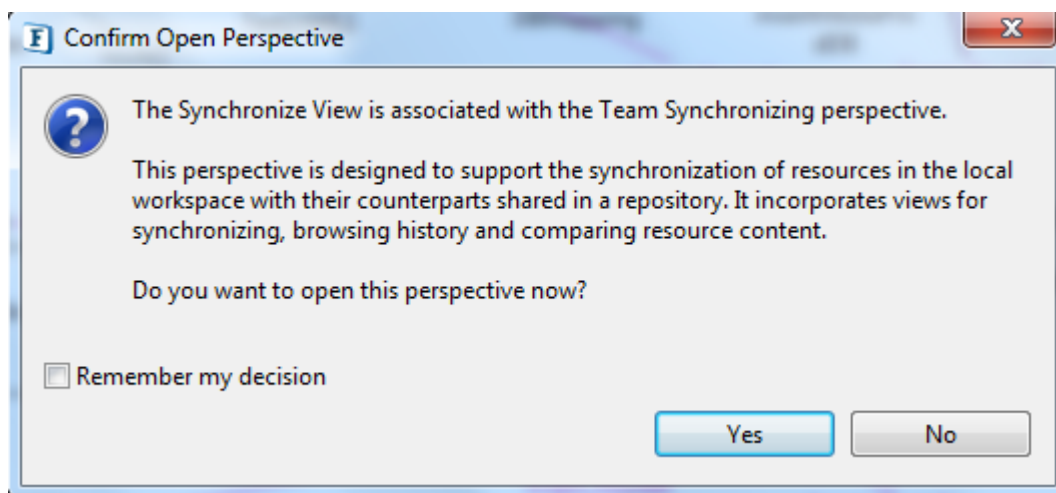 Confirm Open Perspective
The Synchronize View is associated with the Team Synchronizing perspective.
This perspective is designed to support the synchronization of resources in the local
workspace with their counterparts shared in a repository. It incorporates views for
synchronizing, browsing history and comparing resource content.
Do you want to open this perspective now?
Remember my decision
Yes
No